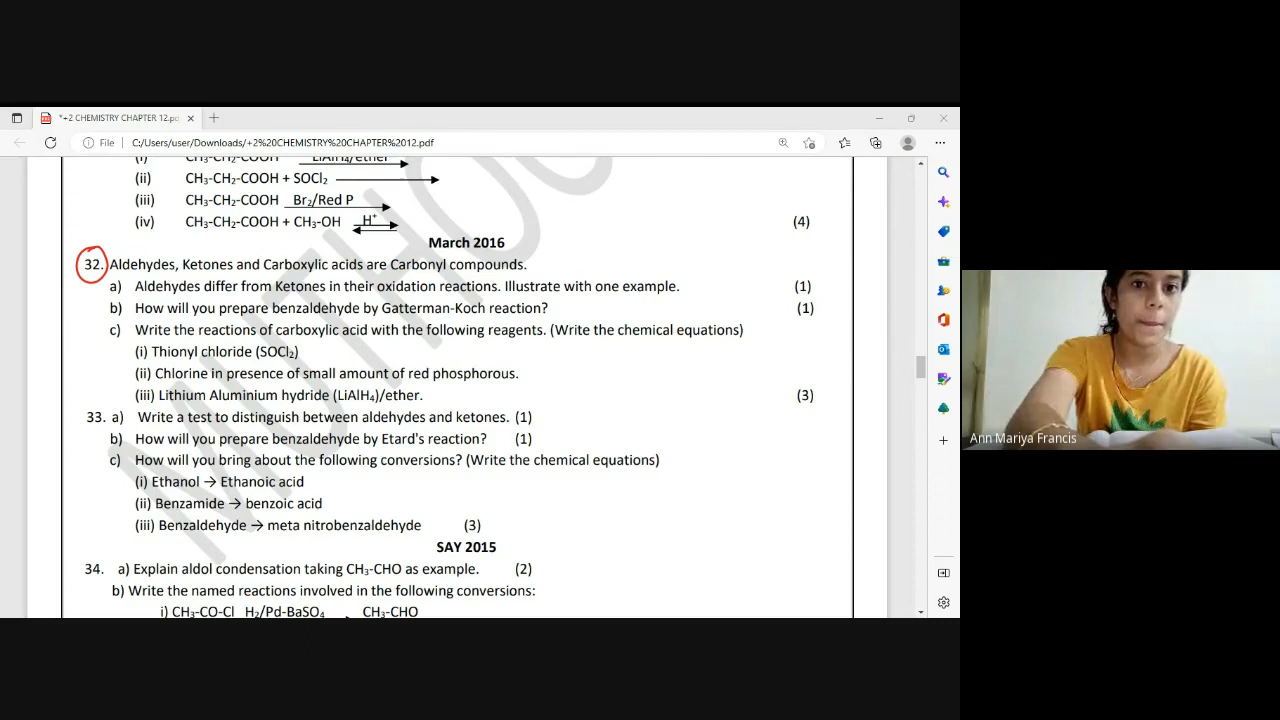 *+2 CHEMISTRY CHAPTER 12.pd
File C:/Users/user/Downloads/+2%20CHEMISTRY%20CHAPTER%2012.pdf
(i) CH3-CH2-COOH LiAlH4/ether
(ii) CH3-CH2-COOH + SOCl2
(iii) CH3-CH2-COOH Br2/Red P
(iv) CH3-CH2-COOH + CH3-OH H+ (4)
March 2016
32. Aldehydes, Ketones and Carboxylic acids are Carbonyl compounds.
a) Aldehydes differ from Ketones in their oxidation reactions. Illustrate with one example. (1)
b) How will you prepare benzaldehyde by Gatterman-Koch reaction? (1)
c) Write the reactions of carboxylic acid with the following reagents. (Write the chemical equations)
(i) Thionyl chloride (SOCl2)
(ii) Chlorine in presence of small amount of red phosphorous.
(iii) Lithium Aluminium hydride (LiAlH4)/ether. (3)
33. a) Write a test to distinguish between aldehydes and ketones. (1)
b) How will you prepare benzaldehyde by Etard's reaction? (1)
c) How will you bring about the following conversions? (Write the chemical equations)
(i) Ethanol → Ethanoic acid
(ii) Benzamide → benzoic acid
(iii) Benzaldehyde → meta nitrobenzaldehyde (3)
SAY 2015
34. a) Explain aldol condensation taking CH3-CHO as example. (2)
b) Write the named reactions involved in the following conversions:
i) CH3-CO-Cl H2/Pd-BaSO4 CH3-CHO
Ann Mariya Francis